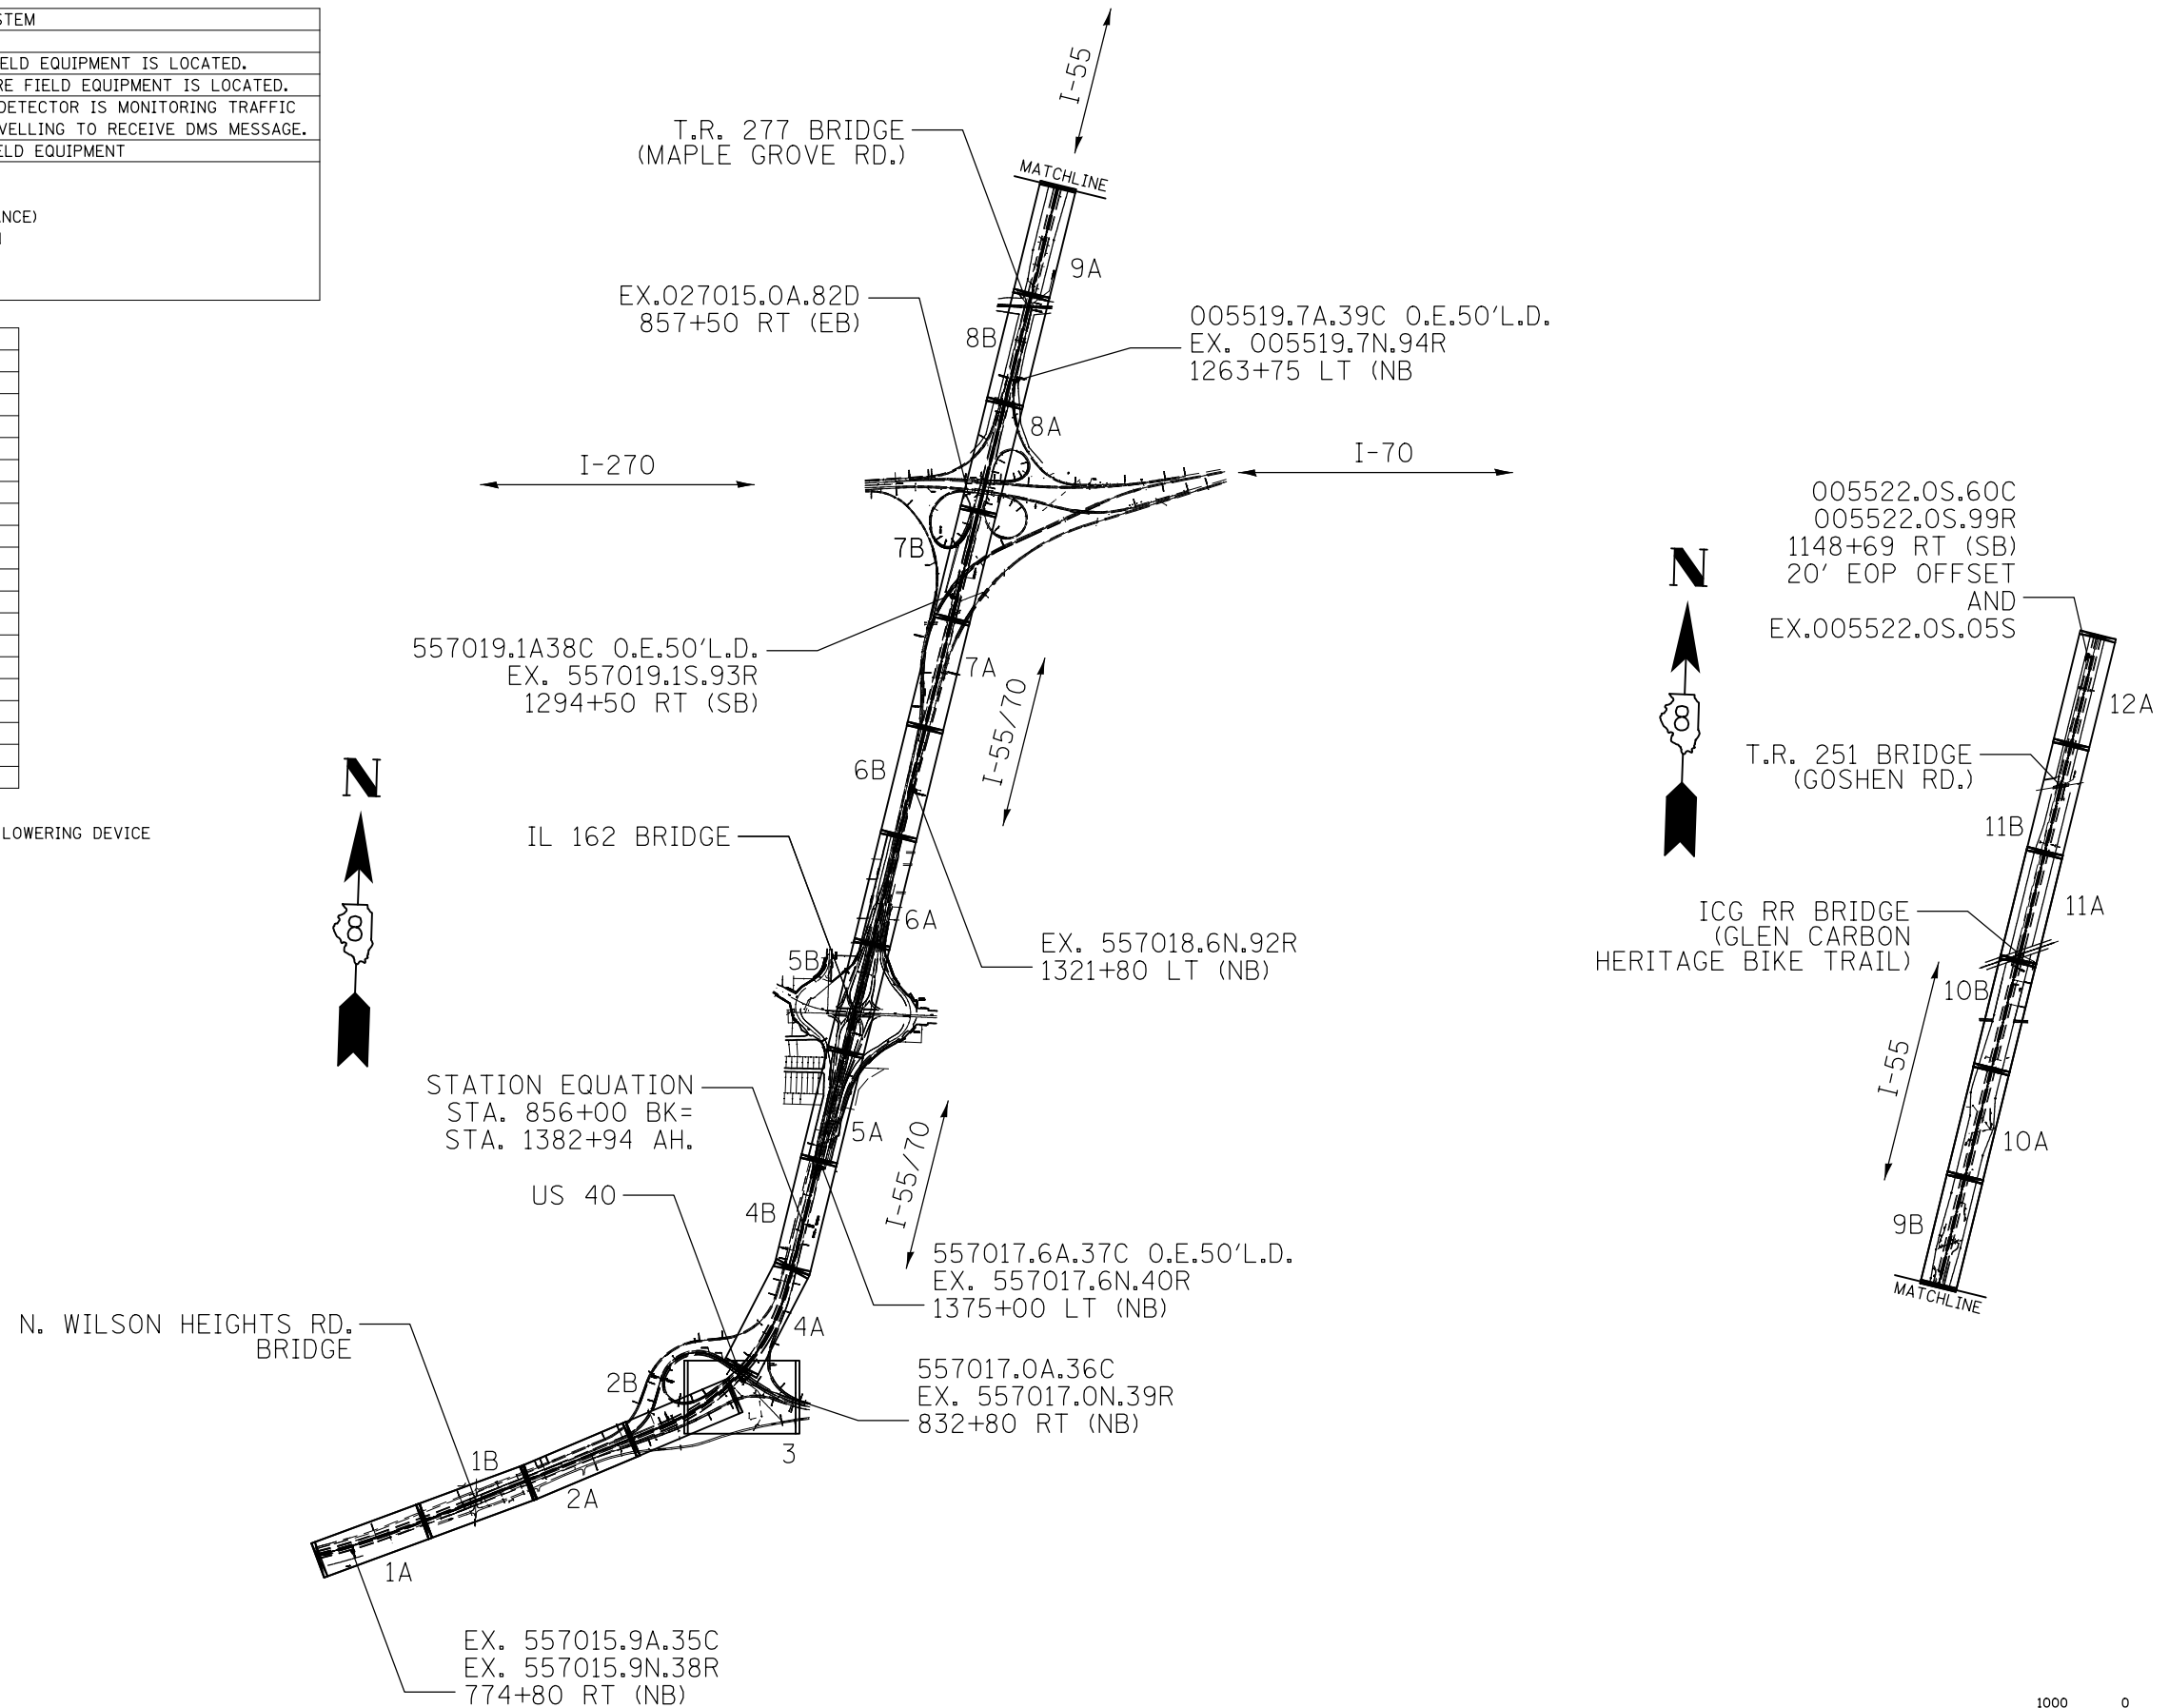 STEM
ELD EQUIPMENT IS LOCATED.
RE FIELD EQUIPMENT IS LOCATED.
DETECTOR IS MONITORING TRAFFIC
VELLING TO RECEIVE DMS MESSAGE.
ELD EQUIPMENT
NCE)
LOWERING DEVICE
I-55
T.R. 277 BRIDGE
(MAPLE GROVE RD.)
MATCHLINE
9A
EX.027015.0A.82D
857+50 RT (EB)
8B
005519.7A.39C O.E.50'L.D.
EX. 005519.7N.94R
1263+75 LT (NB
8A
I-270
I-70
7B
557019.1A38C O.E.50'L.D.
EX. 557019.1S.93R
1294+50 RT (SB)
7A
I-55/70
6B
N
8
IL 162 BRIDGE
6A
5B
EX. 557018.6N.92R
1321+80 LT (NB)
STATION EQUATION
STA. 856+00 BK=
STA. 1382+94 AH.
5A
I-55/70
US 40
4B
557017.6A.37C O.E.50'L.D.
EX. 557017.6N.40R
1375+00 LT (NB)
N. WILSON HEIGHTS RD.
BRIDGE
4A
557017.0A.36C
EX. 557017.0N.39R
832+80 RT (NB)
2B
3
1B
2A
1A
EX. 557015.9A.35C
EX. 557015.9N.38R
774+80 RT (NB)
005522.0S.60C
005522.0S.99R
1148+69 RT (SB)
20' EOP OFFSET
AND
EX.005522.0S.05S
N
8
12A
T.R. 251 BRIDGE
(GOSHEN RD.)
11B
11A
ICG RR BRIDGE
(GLEN CARBON
HERITAGE BIKE TRAIL)
10B
I-55
10A
9B
MATCHLINE
1000 0